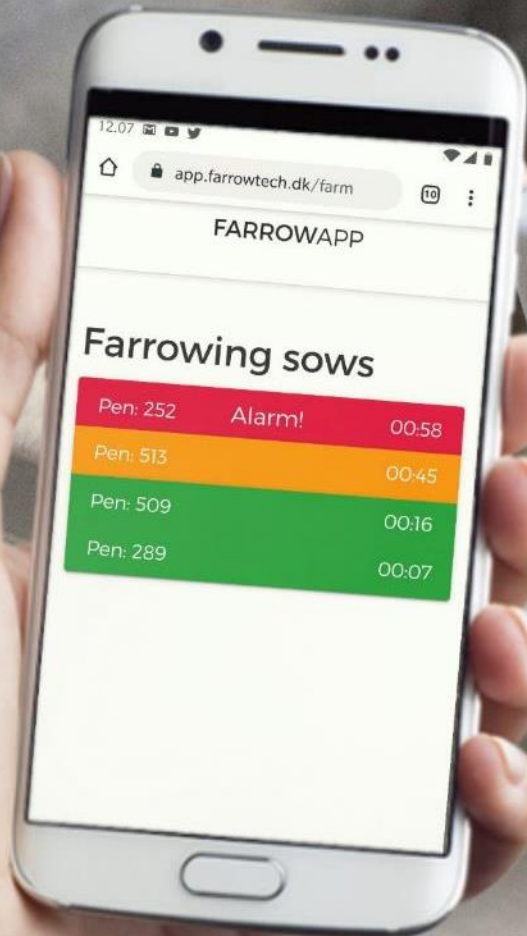 12.07
app.farrowtech.dk/farm 10
FARROWAPP
Farrowing sows
Pen: 252 Alarm! 00:58
Pen: 513 00:45
Pen: 509 00:16
Pen: 289 00:07